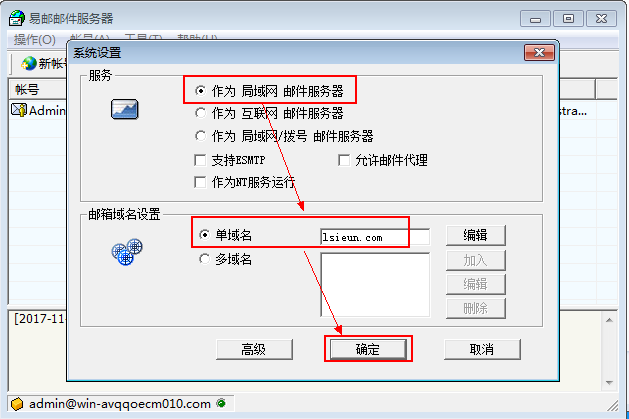 易邮邮件服务器
操作(O) 帐号(A) 工具(T) 帮助(H)
新帐号
系统设置
帐号
Admin
stra...
服务
作为 局域网 邮件服务器
作为 互联网 邮件服务器
作为 局域网/拨号 邮件服务器
支持ESMTP 允许邮件代理
作为NT服务运行
邮箱域名设置
单域名 lsieun.com 编辑
多域名 加入
编辑
删除
[2017-11-
高级 确定 取消
admin@win-avqqoecm010.com